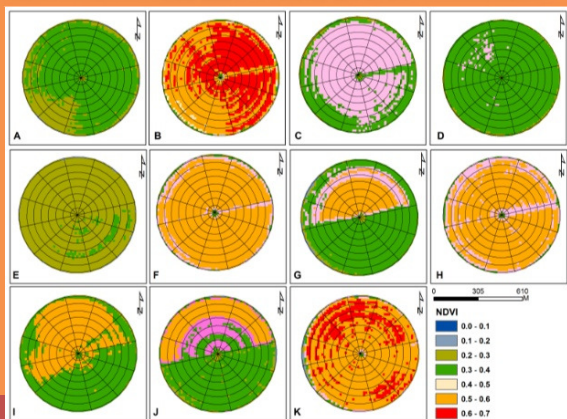 N
N
N
N
A
B
C
D
N
N
N
N
E
F
G
H
N
N
N
I
J
K
0 305 610
M
NDVI
0.0 - 0.1
0.1 - 0.2
0.2 - 0.3
0.3 - 0.4
0.4 - 0.5
0.5 - 0.6
0.6 - 0.7